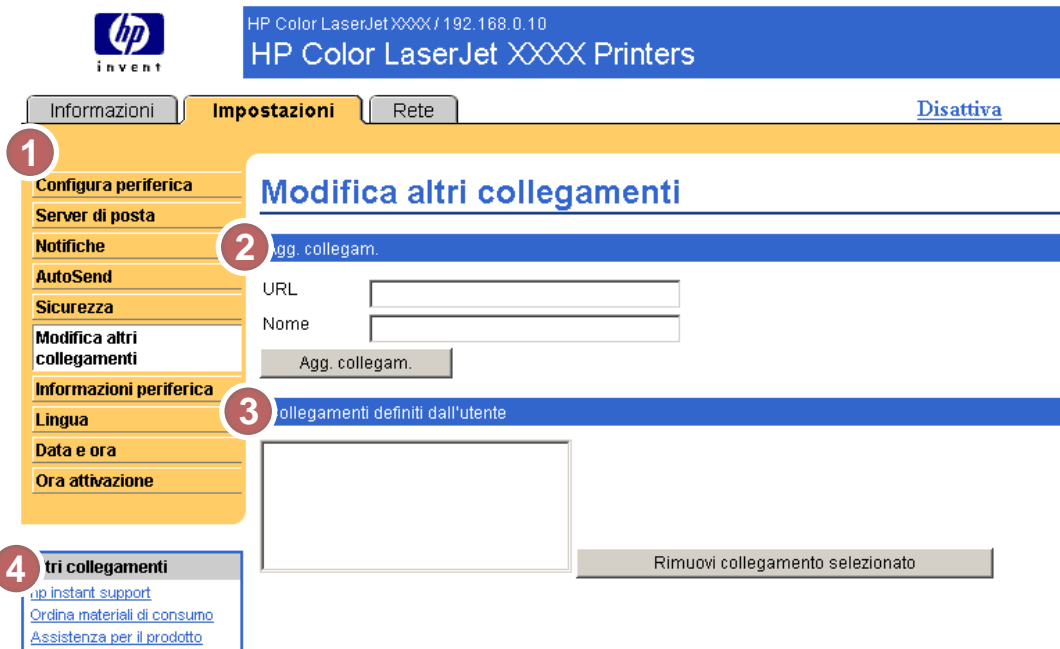 hp
invent
HP Color LaserJet XXXX / 192.168.0.10
HP Color LaserJet XXXX Printers
Informazioni
Impostazioni
Rete
Disattiva
1
Configura periferica
Server di posta
Notifiche
AutoSend
Sicurezza
Modifica altri
collegamenti
Informazioni periferica
Lingua
Data e ora
Ora attivazione
Modifica altri collegamenti
2
Agg. collegam.
URL
Nome
Agg. collegam.
3
Collegamenti definiti dall'utente
Rimuovi collegamento selezionato
4
Altri collegamenti
hp instant support
Ordina materiali di consumo
Assistenza per il prodotto